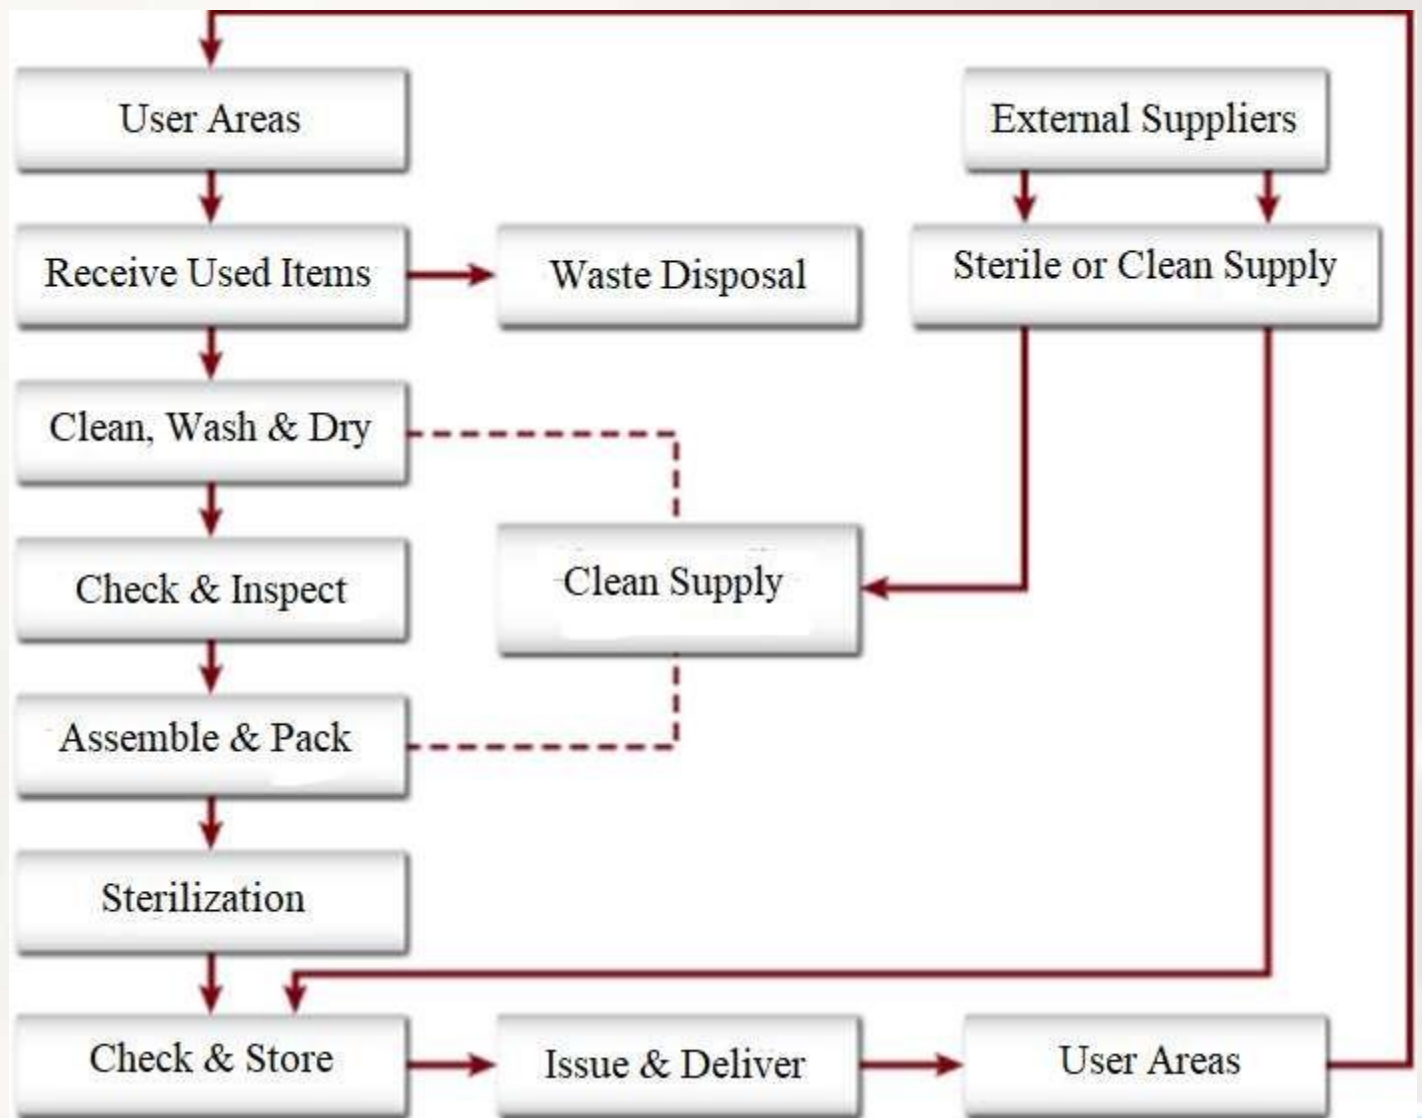 User Areas
External Suppliers
Receive Used Items
Waste Disposal
Sterile or Clean Supply
Clean, Wash & Dry
Check & Inspect
Clean Supply
Assemble & Pack
Sterilization
Check & Store
Issue & Deliver
User Areas